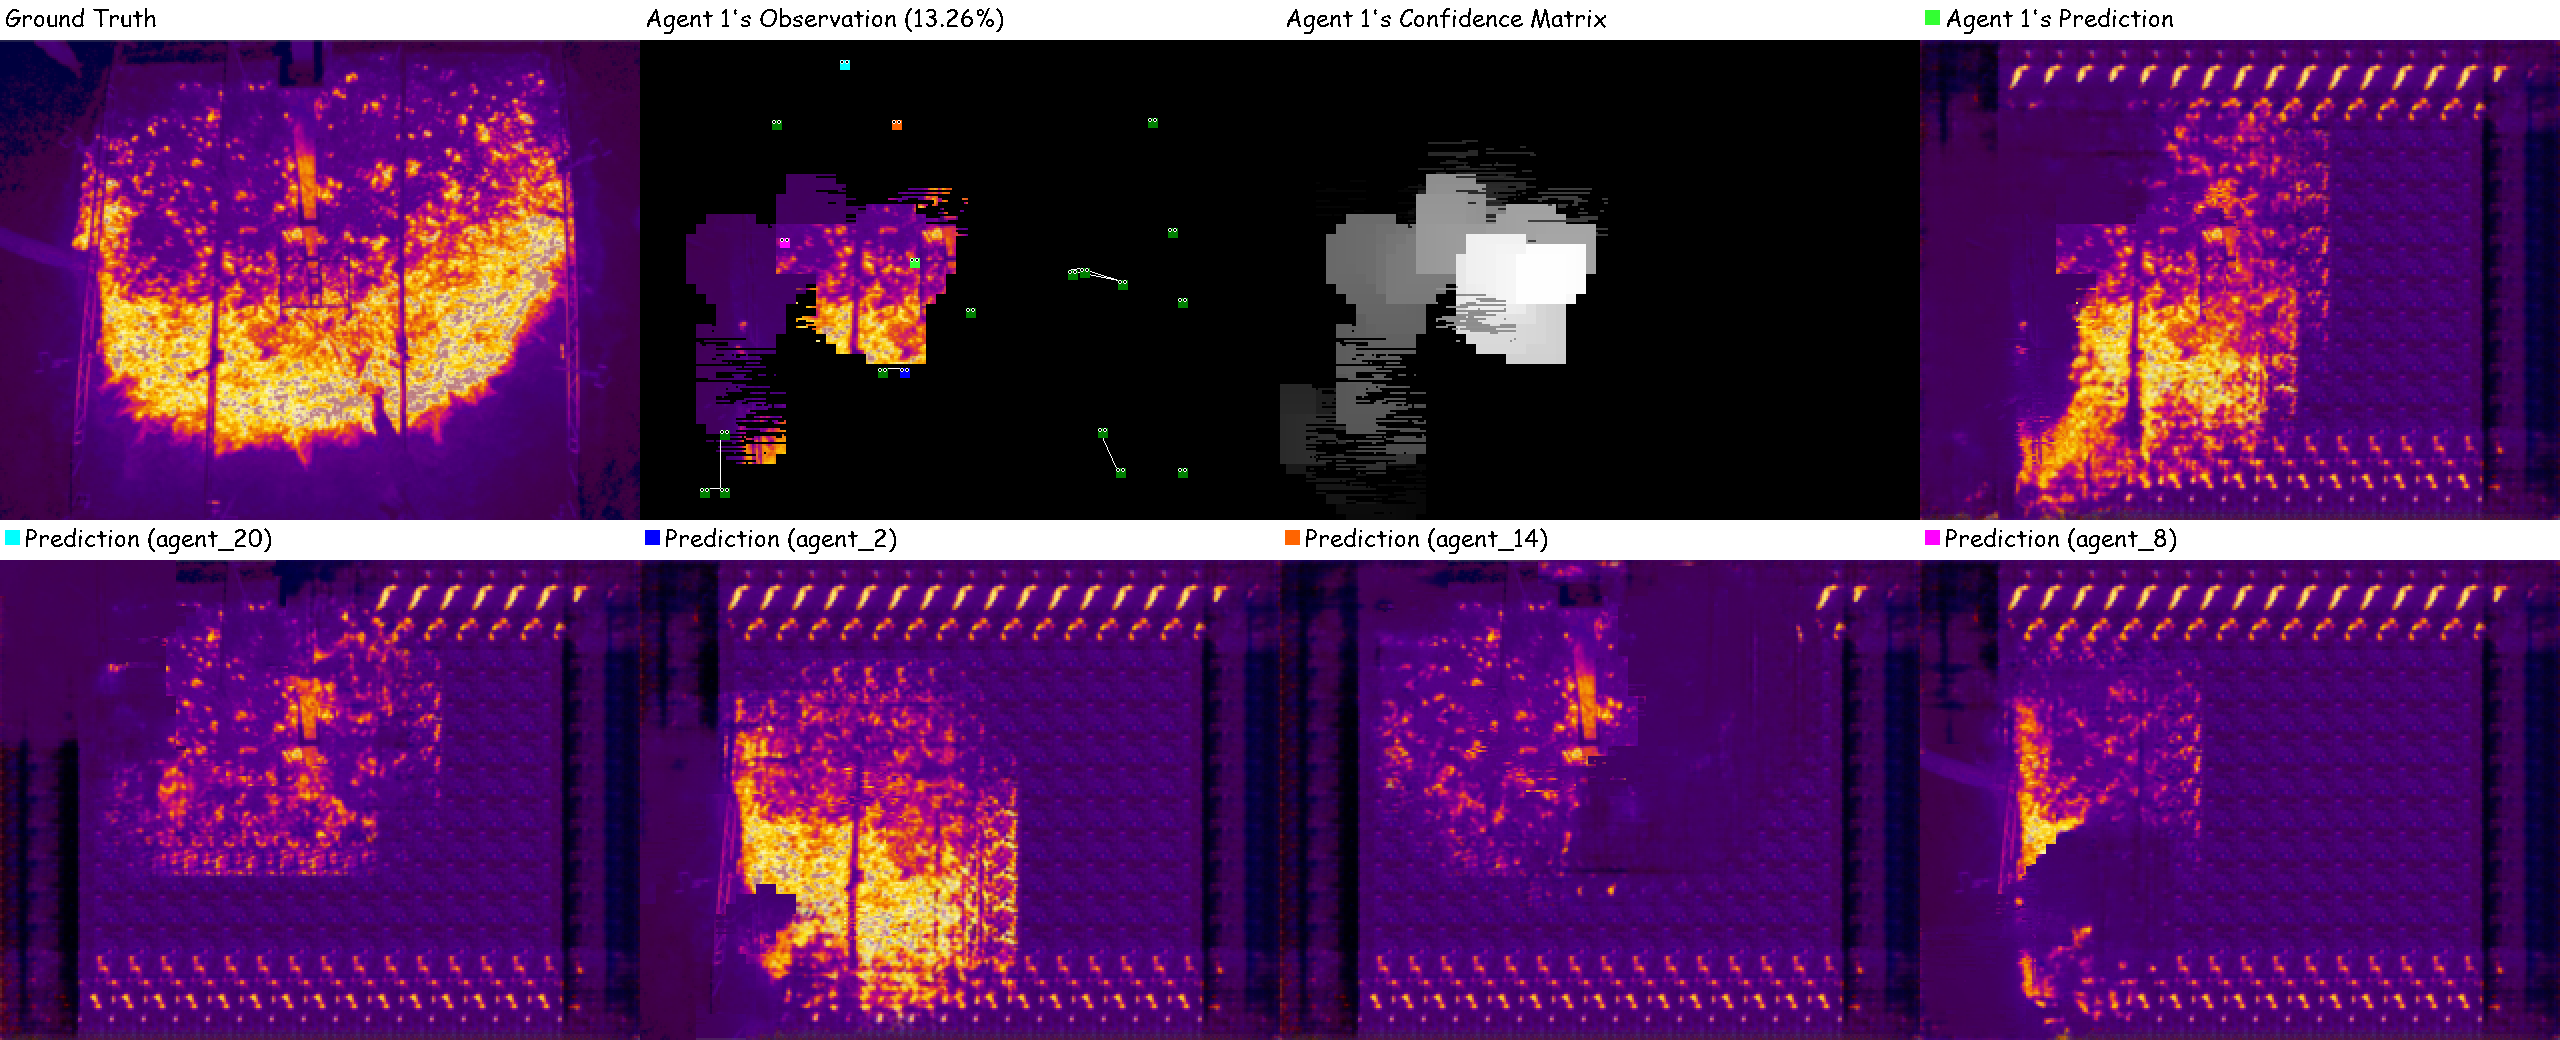 Ground Truth
Agent 1's Observation (13.26%)
Agent 1's Confidence Matrix
Agent 1's Prediction
Prediction (agent_20)
Prediction (agent_2)
Prediction (agent_14)
Prediction (agent_8)